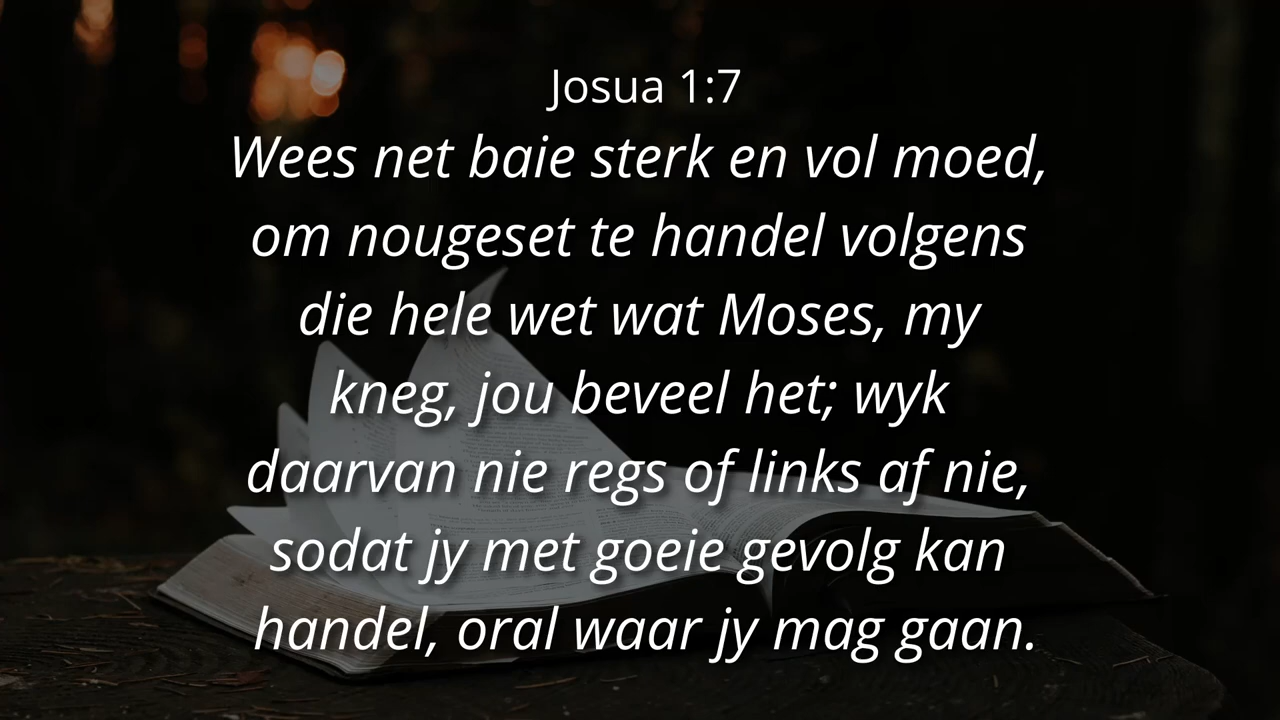 Josua 1:7
Wees net baie sterk en vol moed,
om nougeset te handel volgens
die hele wet wat Moses, my
kneg, jou beveel het; wyk
daarvan nie regs of links af nie,
sodat jy met goeie gevolg kan
handel, oral waar jy mag gaan.